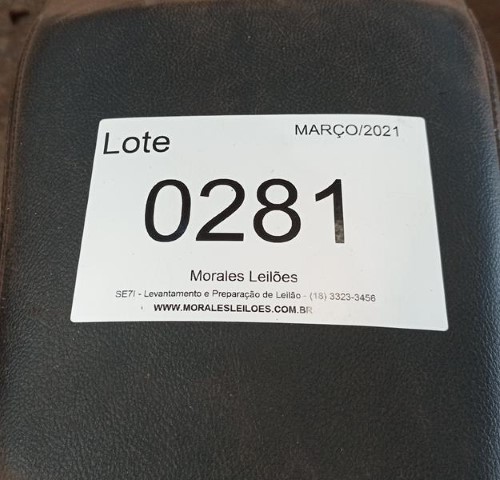 Lote
MARÇO/2021
0281
Morales Leilões
SE7I - Levantamento e Preparação de Leilão - (18) 3323-3456
WWW.MORALESLEILOES.COM.BR